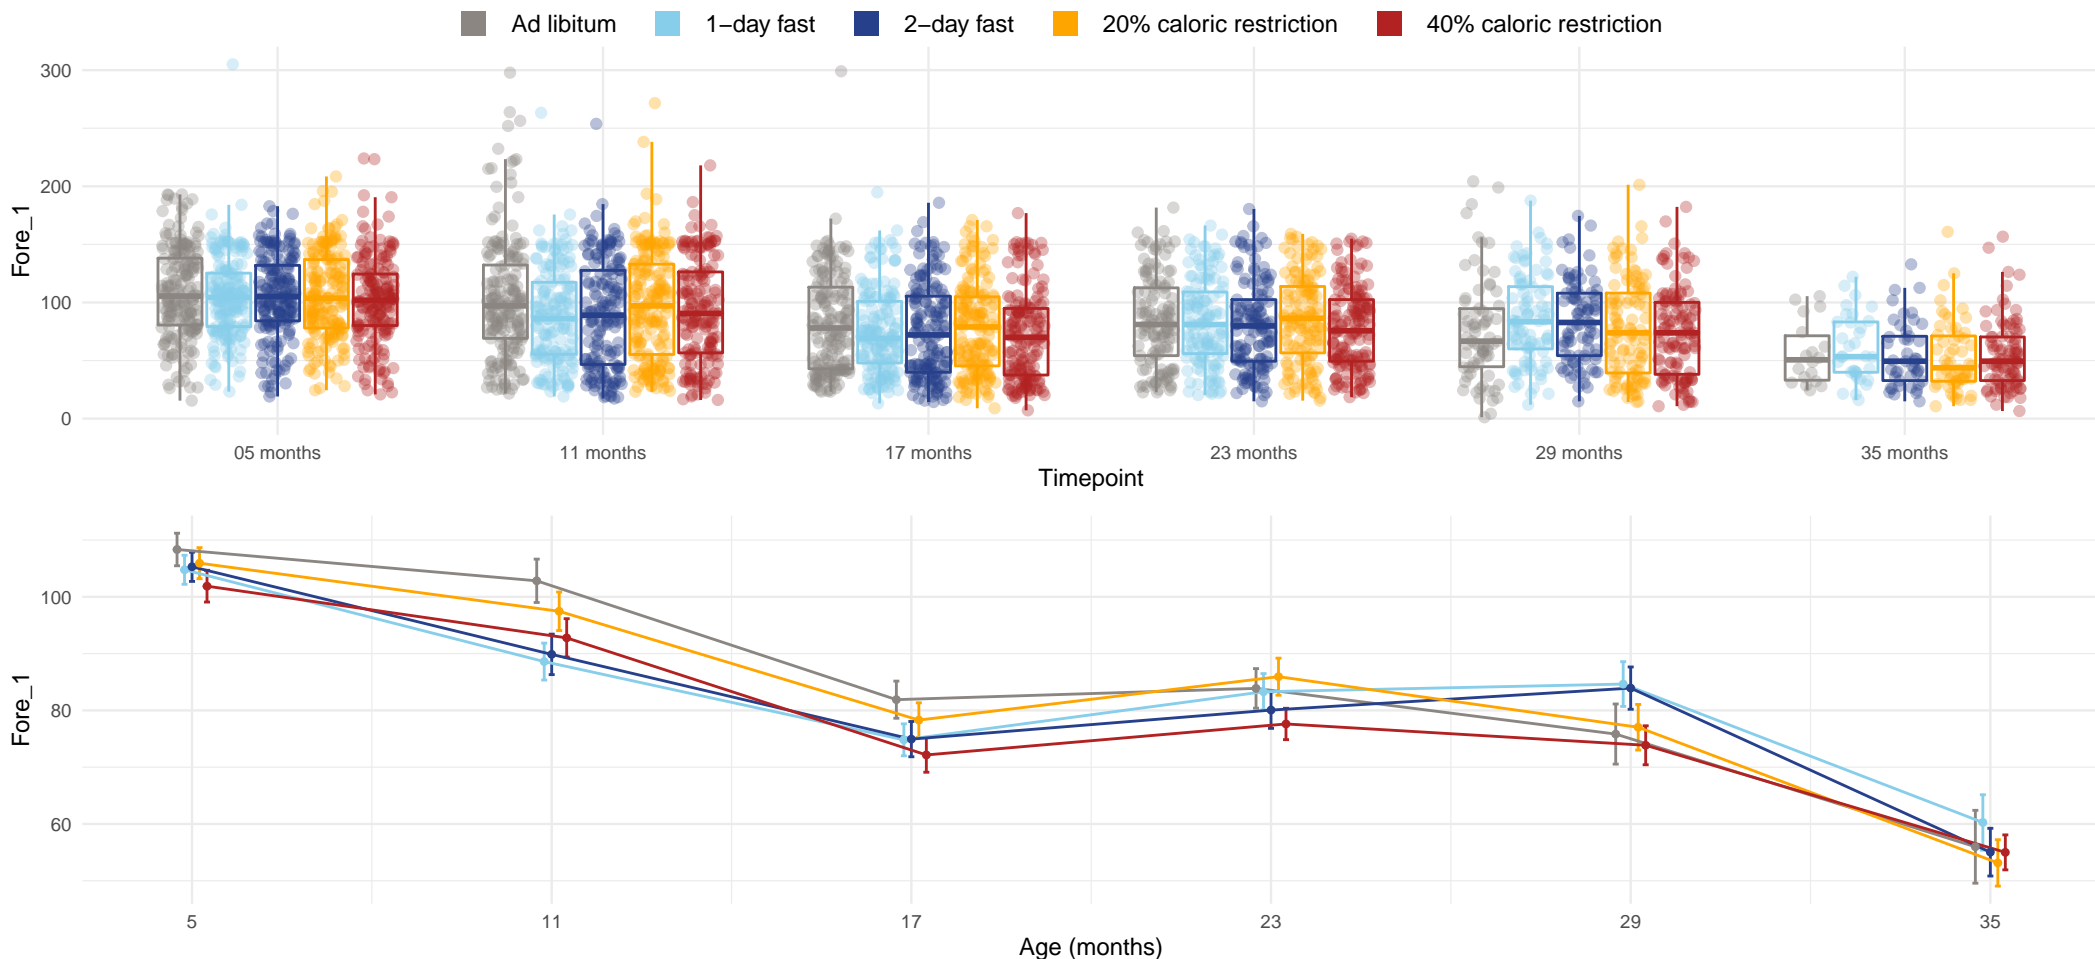 Ad libitum 1−day fast 2−day fast 20% caloric restriction 40% caloric restriction
300
200
100
0
Fore_1
05 months 11 months 17 months 23 months 29 months 35 months
Timepoint
100
80
60
Fore_1
5 11 17 23 29 35
Age (months)